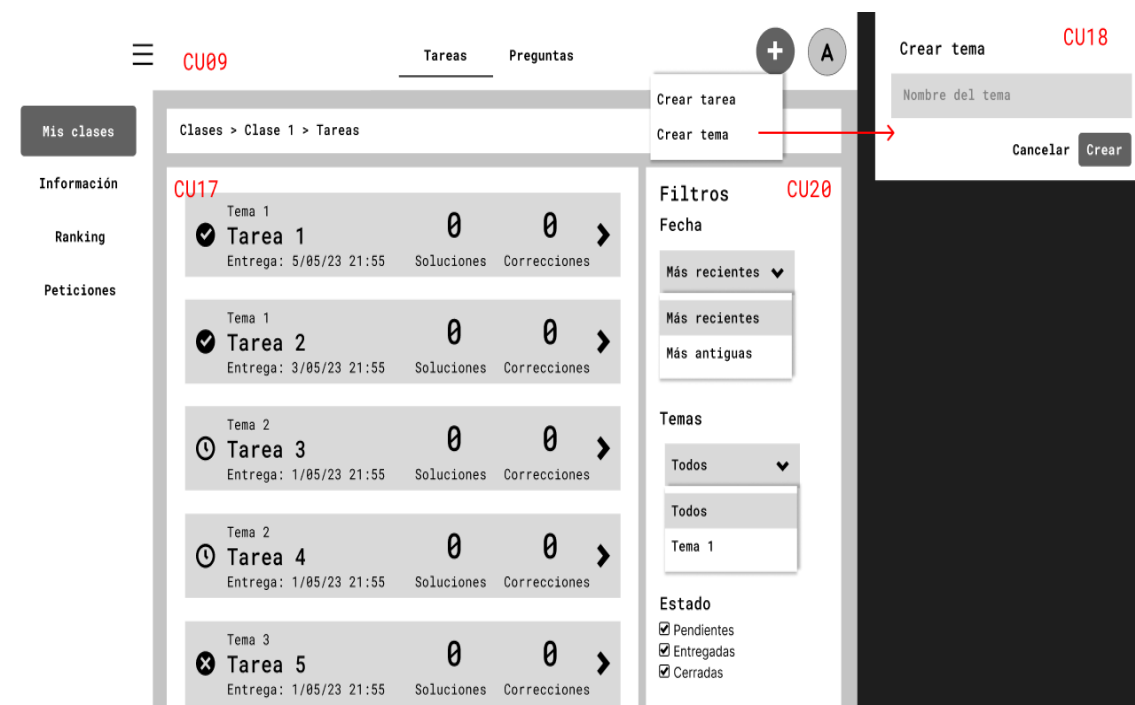 CU09
Tareas Preguntas
+
A
Mis clases
Información
Ranking
Peticiones
Clases > Clase 1 > Tareas
Crear tarea
Crear tema
CU18
Crear tema
Nombre del tema
Cancelar Crear
CU17
Tema 1
Tarea 1
Entrega: 5/05/23 21:55
0 Soluciones
0 Correcciones
Tema 1
Tarea 2
Entrega: 3/05/23 21:55
0 Soluciones
0 Correcciones
Tema 2
Tarea 3
Entrega: 1/05/23 21:55
0 Soluciones
0 Correcciones
Tema 2
Tarea 4
Entrega: 1/05/23 21:55
0 Soluciones
0 Correcciones
Tema 3
Tarea 5
Entrega: 1/05/23 21:55
0 Soluciones
0 Correcciones
CU20
Filtros
Fecha
Más recientes
Más recientes
Más antiguas
Temas
Todos
Todos
Tema 1
Estado
Pendientes
Entregadas
Cerradas